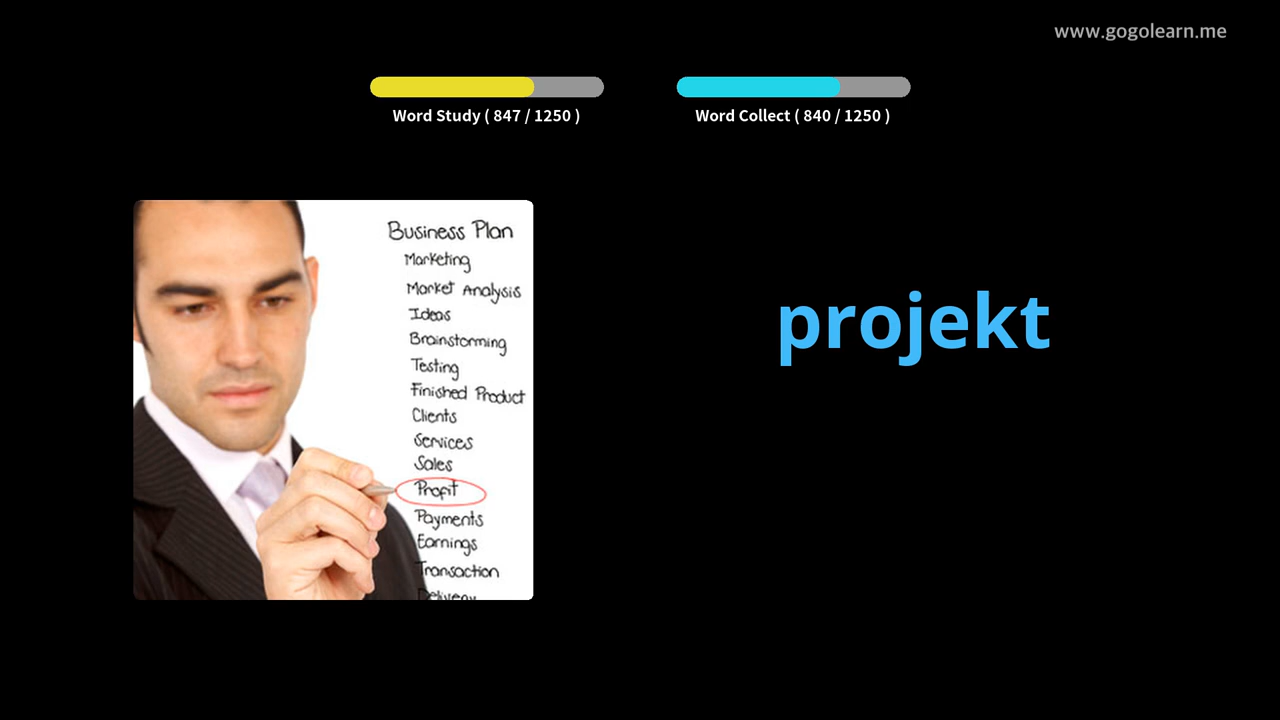 www.gogolearn.me
Word Study ( 847 / 1250 )
Word Collect ( 840 / 1250 )
Business Plan
Marketing
Market Analysis
Ideas
Brainstorming
Testing
Finished Product
Clients
Services
Sales
Profit
Payments
Earnings
Transaction
Delivery
projekt